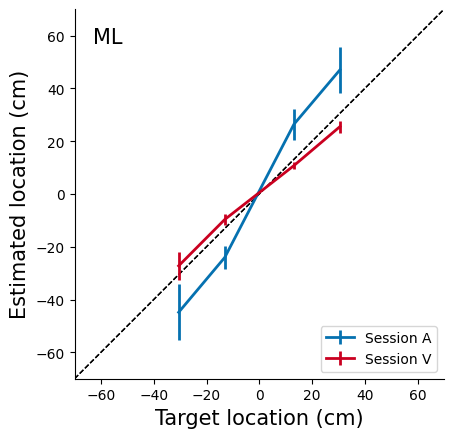 ML
Estimated location (cm)
60
40
20
0
−20
−40
−60
−60 −40 −20 0 20 40 60
Target location (cm)
Session A
Session V